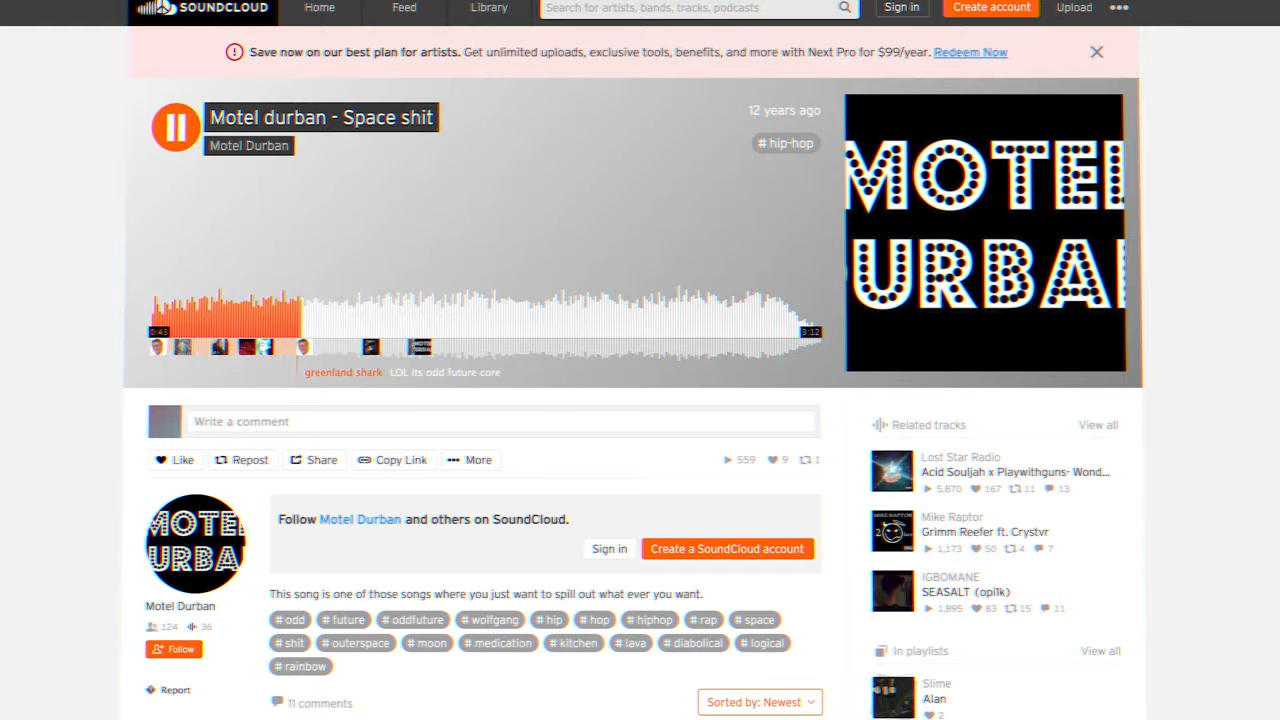 SOUNDCLOUD Home Feed Library Search for artists, bands, tracks, podcasts Sign in Create account Upload
Save now on our best plan for artists. Get unlimited uploads, exclusive tools, benefits, and more with Next Pro for $99/year. Redeem Now
Motel durban - Space shit
Motel Durban
12 years ago
# hip-hop
MOTEL
DURBAN
0:43
3:12
greenland shark LOL its odd future core
Write a comment
Like Repost Share Copy Link More
559 9 1
MOTEL
URBA
Motel Durban
124 36
Follow
Report
Follow Motel Durban and others on SoundCloud.
Sign in Create a SoundCloud account
This song is one of those songs where you just want to spill out what ever you want.
# odd # future # oddfuture # wolfgang # hip # hop # hiphop # rap # space
# shit # outerspace # moon # medication # kitchen # lava # diabolical # logical
# rainbow
11 comments
Sorted by: Newest
Related tracks View all
Lost Star Radio
Acid Souljah x Playwithguns- Wond...
5,870 167 11 13
Mike Raptor
Grimm Reefer ft. Crystvr
1,173 50 4 7
IGBOMANE
SEASALT (opi1k)
1,895 83 15 11
In playlists View all
Slime
Alan
2